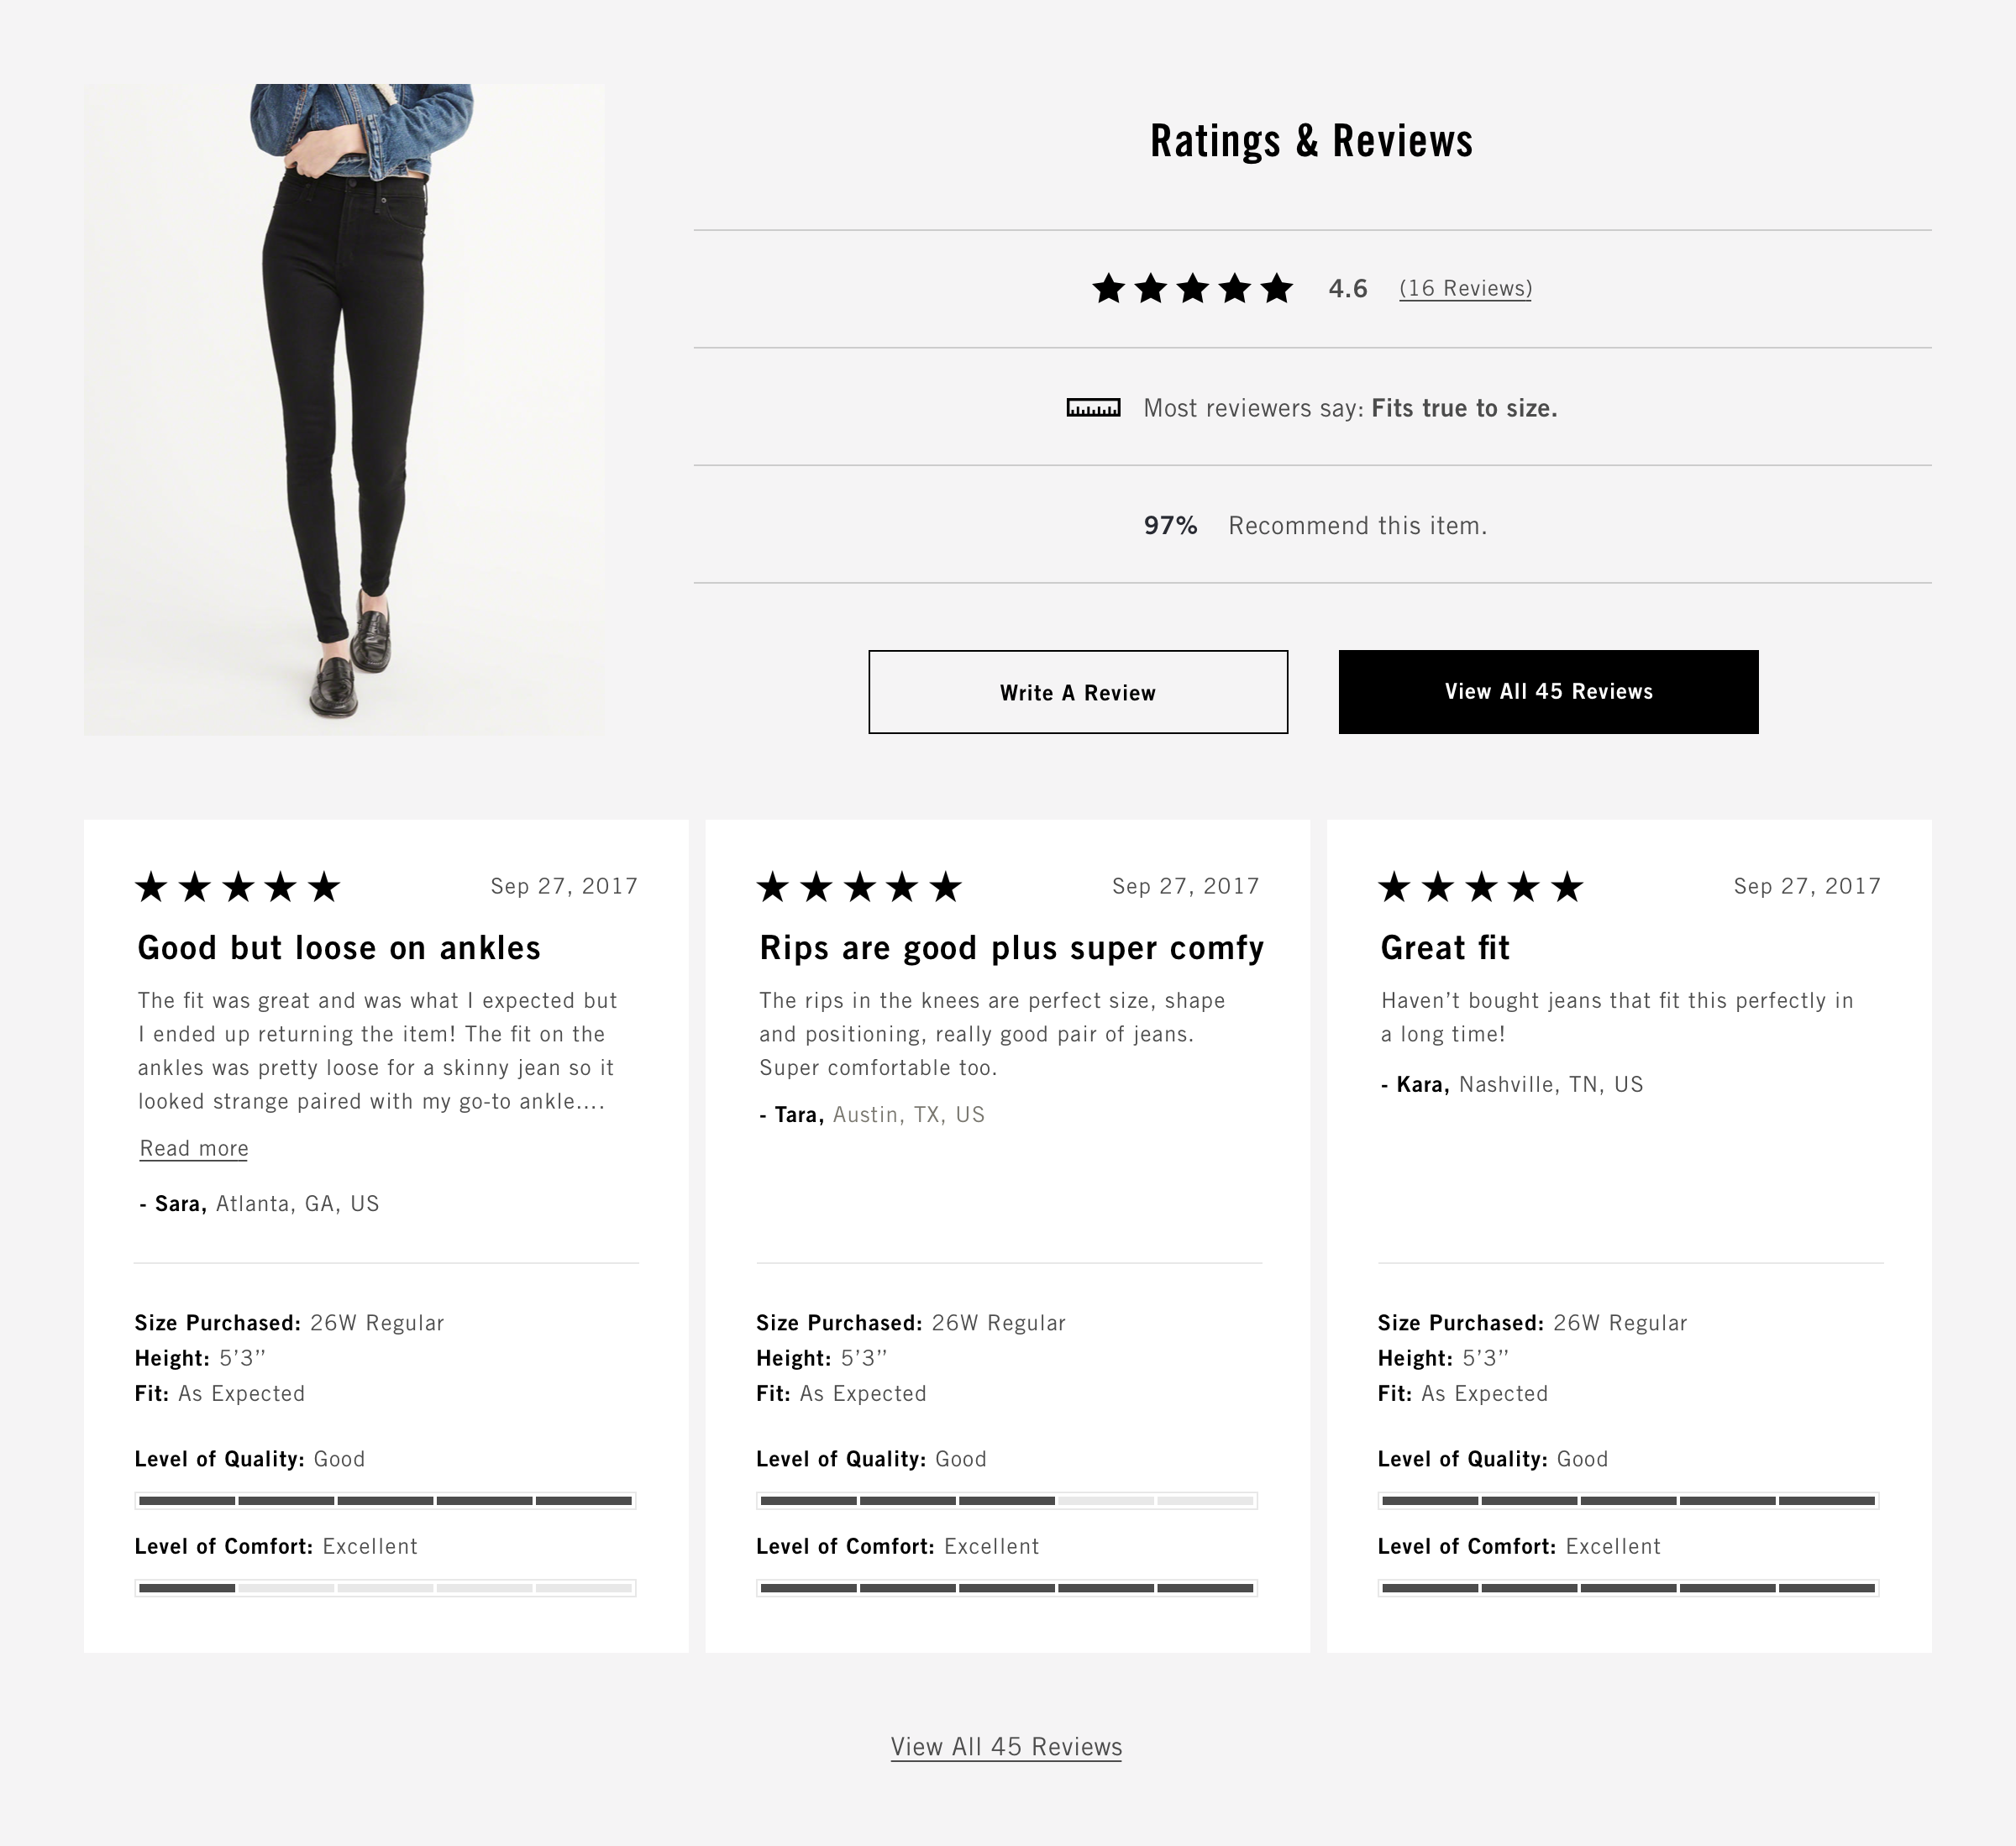 Ratings & Reviews
4.6 (16 Reviews)
Most reviewers say: Fits true to size.
97% Recommend this item.
Write A Review
View All 45 Reviews
Sep 27, 2017
Good but loose on ankles
The fit was great and was what I expected but
I ended up returning the item! The fit on the
ankles was pretty loose for a skinny jean so it
looked strange paired with my go-to ankle....
Read more
- Sara, Atlanta, GA, US
Size Purchased: 26W Regular
Height: 5’3’’
Fit: As Expected
Level of Quality: Good
Level of Comfort: Excellent
Sep 27, 2017
Rips are good plus super comfy
The rips in the knees are perfect size, shape
and positioning, really good pair of jeans.
Super comfortable too.
- Tara, Austin, TX, US
Size Purchased: 26W Regular
Height: 5’3’’
Fit: As Expected
Level of Quality: Good
Level of Comfort: Excellent
Sep 27, 2017
Great fit
Haven’t bought jeans that fit this perfectly in
a long time!
- Kara, Nashville, TN, US
Size Purchased: 26W Regular
Height: 5’3’’
Fit: As Expected
Level of Quality: Good
Level of Comfort: Excellent
View All 45 Reviews